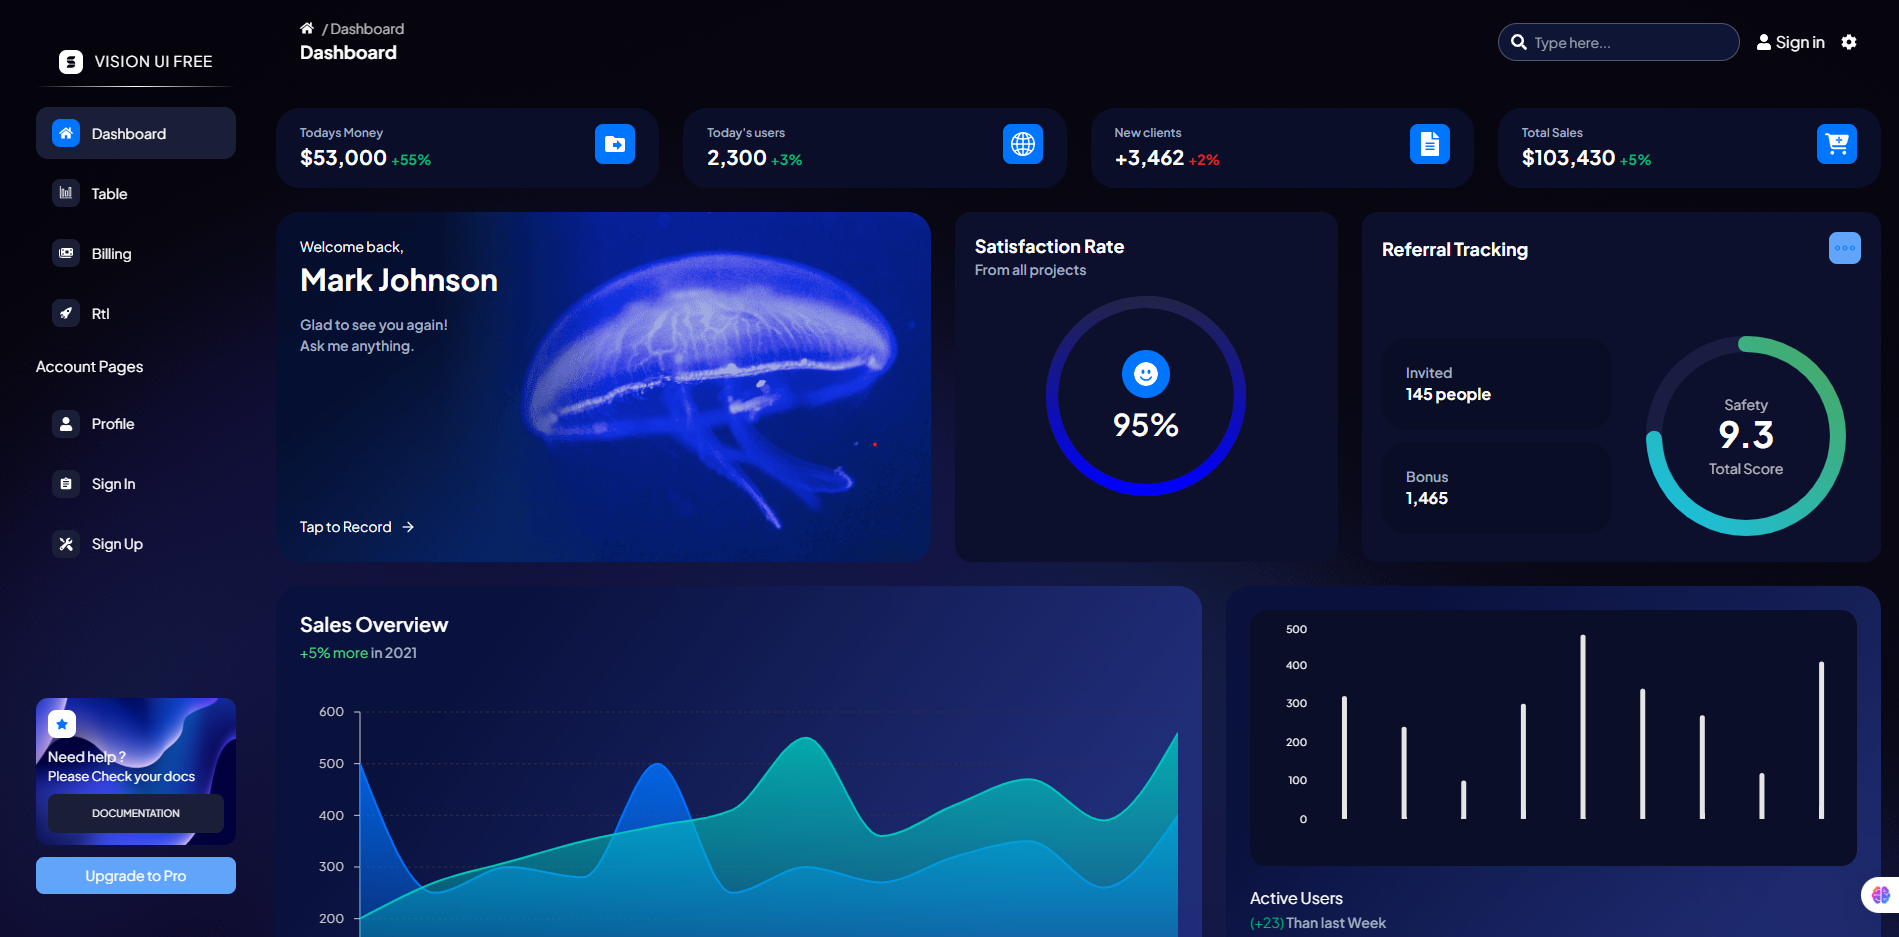 VISION UI FREE
Dashboard
Table
Billing
Rtl
Account Pages
Profile
Sign In
Sign Up
Need help ?
Please Check your docs
DOCUMENTATION
Upgrade to Pro
/ Dashboard
Dashboard
Type here...
Sign in
Todays Money
$53,000 +55%
Today's users
2,300 +3%
New clients
+3,462 +2%
Total Sales
$103,430 +5%
Welcome back,
Mark Johnson
Glad to see you again!
Ask me anything.
Tap to Record
Satisfaction Rate
From all projects
95%
Referral Tracking
Invited
145 people
Bonus
1,465
Safety
9.3
Total Score
Sales Overview
+5% more in 2021
600
500
400
300
200
500
400
300
200
100
0
Active Users
(+23) Than last Week